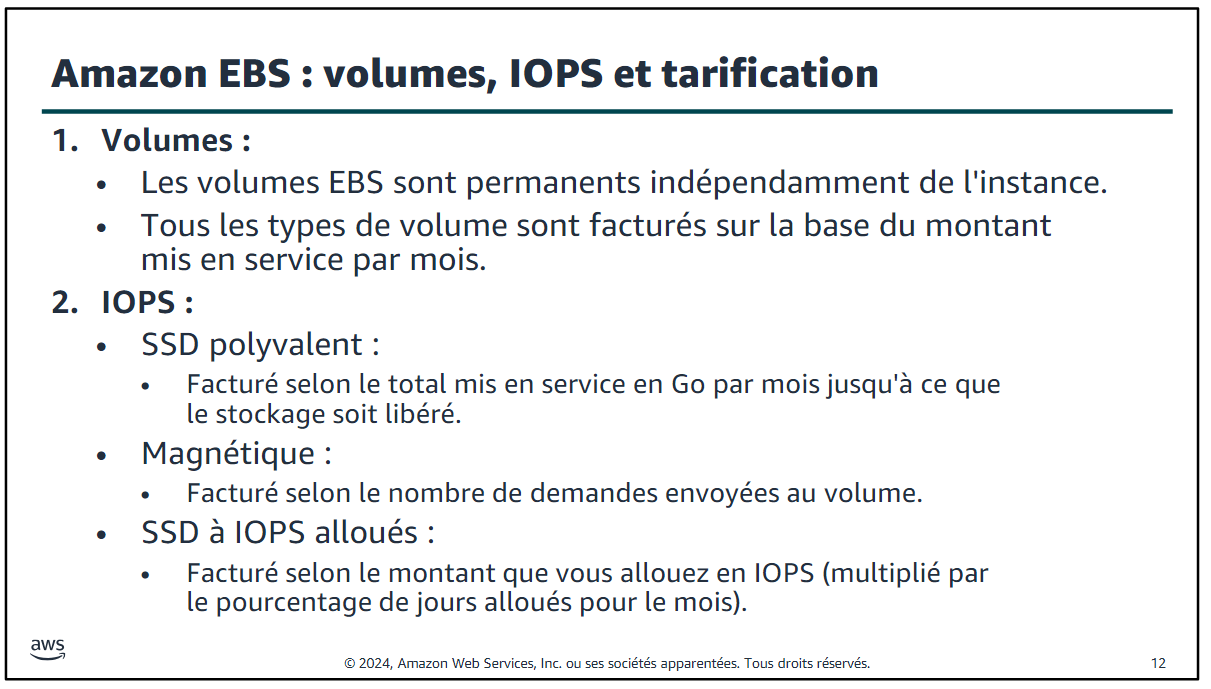 Amazon EBS : volumes, IOPS et tarification
1. Volumes :
• Les volumes EBS sont permanents indépendamment de l'instance.
• Tous les types de volume sont facturés sur la base du montant
mis en service par mois.
2. IOPS :
• SSD polyvalent :
• Facturé selon le total mis en service en Go par mois jusqu'à ce que
le stockage soit libéré.
• Magnétique :
• Facturé selon le nombre de demandes envoyées au volume.
• SSD à IOPS alloués :
• Facturé selon le montant que vous allouez en IOPS (multiplié par
le pourcentage de jours alloués pour le mois).
aws
© 2024, Amazon Web Services, Inc. ou ses sociétés apparentées. Tous droits réservés.
12